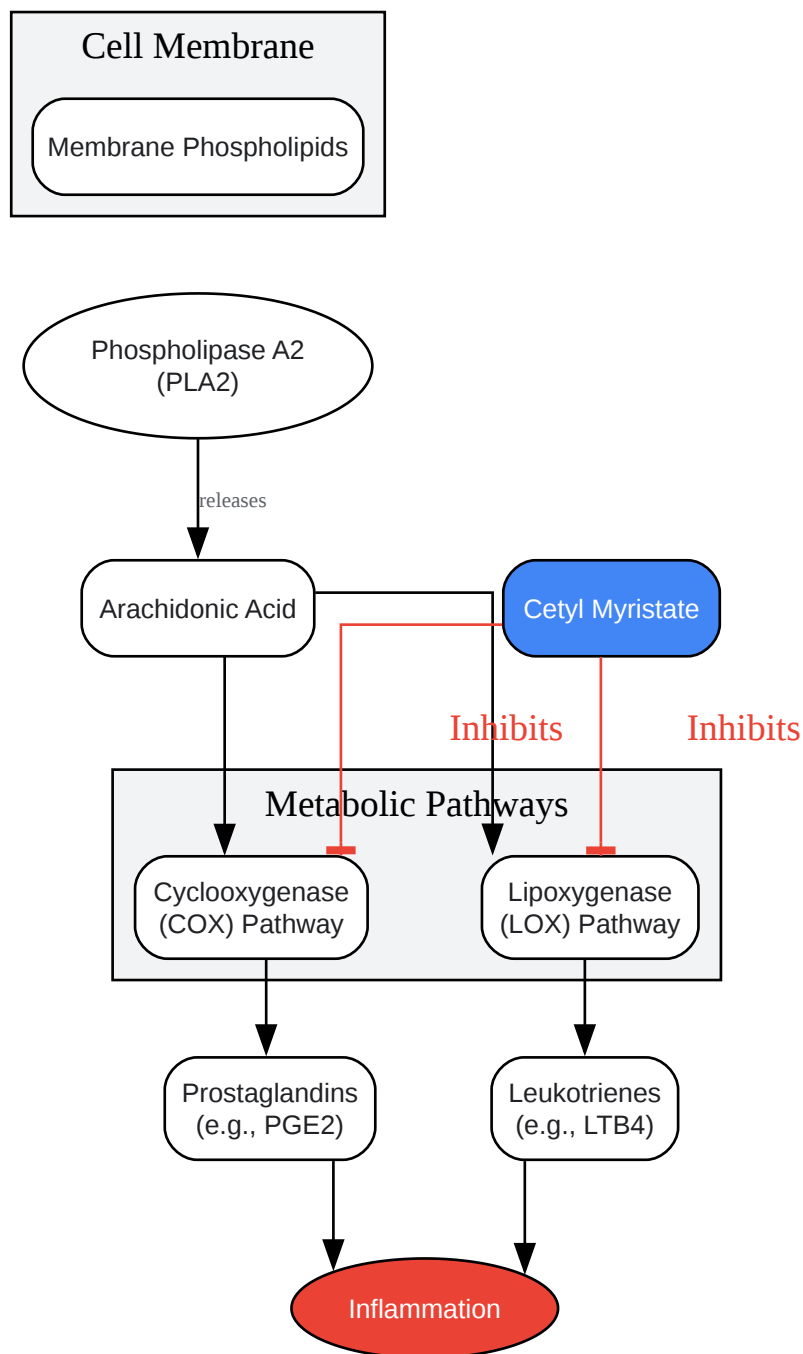 Cell Membrane
Membrane Phospholipids
Phospholipase A2
(PLA2)
releases
Arachidonic Acid
Cetyl Myristate
Inhibits
Inhibits
Metabolic Pathways
Cyclooxygenase
(COX) Pathway
Lipoxygenase
(LOX) Pathway
Prostaglandins
(e.g., PGE2)
Leukotrienes
(e.g., LTB4)
Inflammation